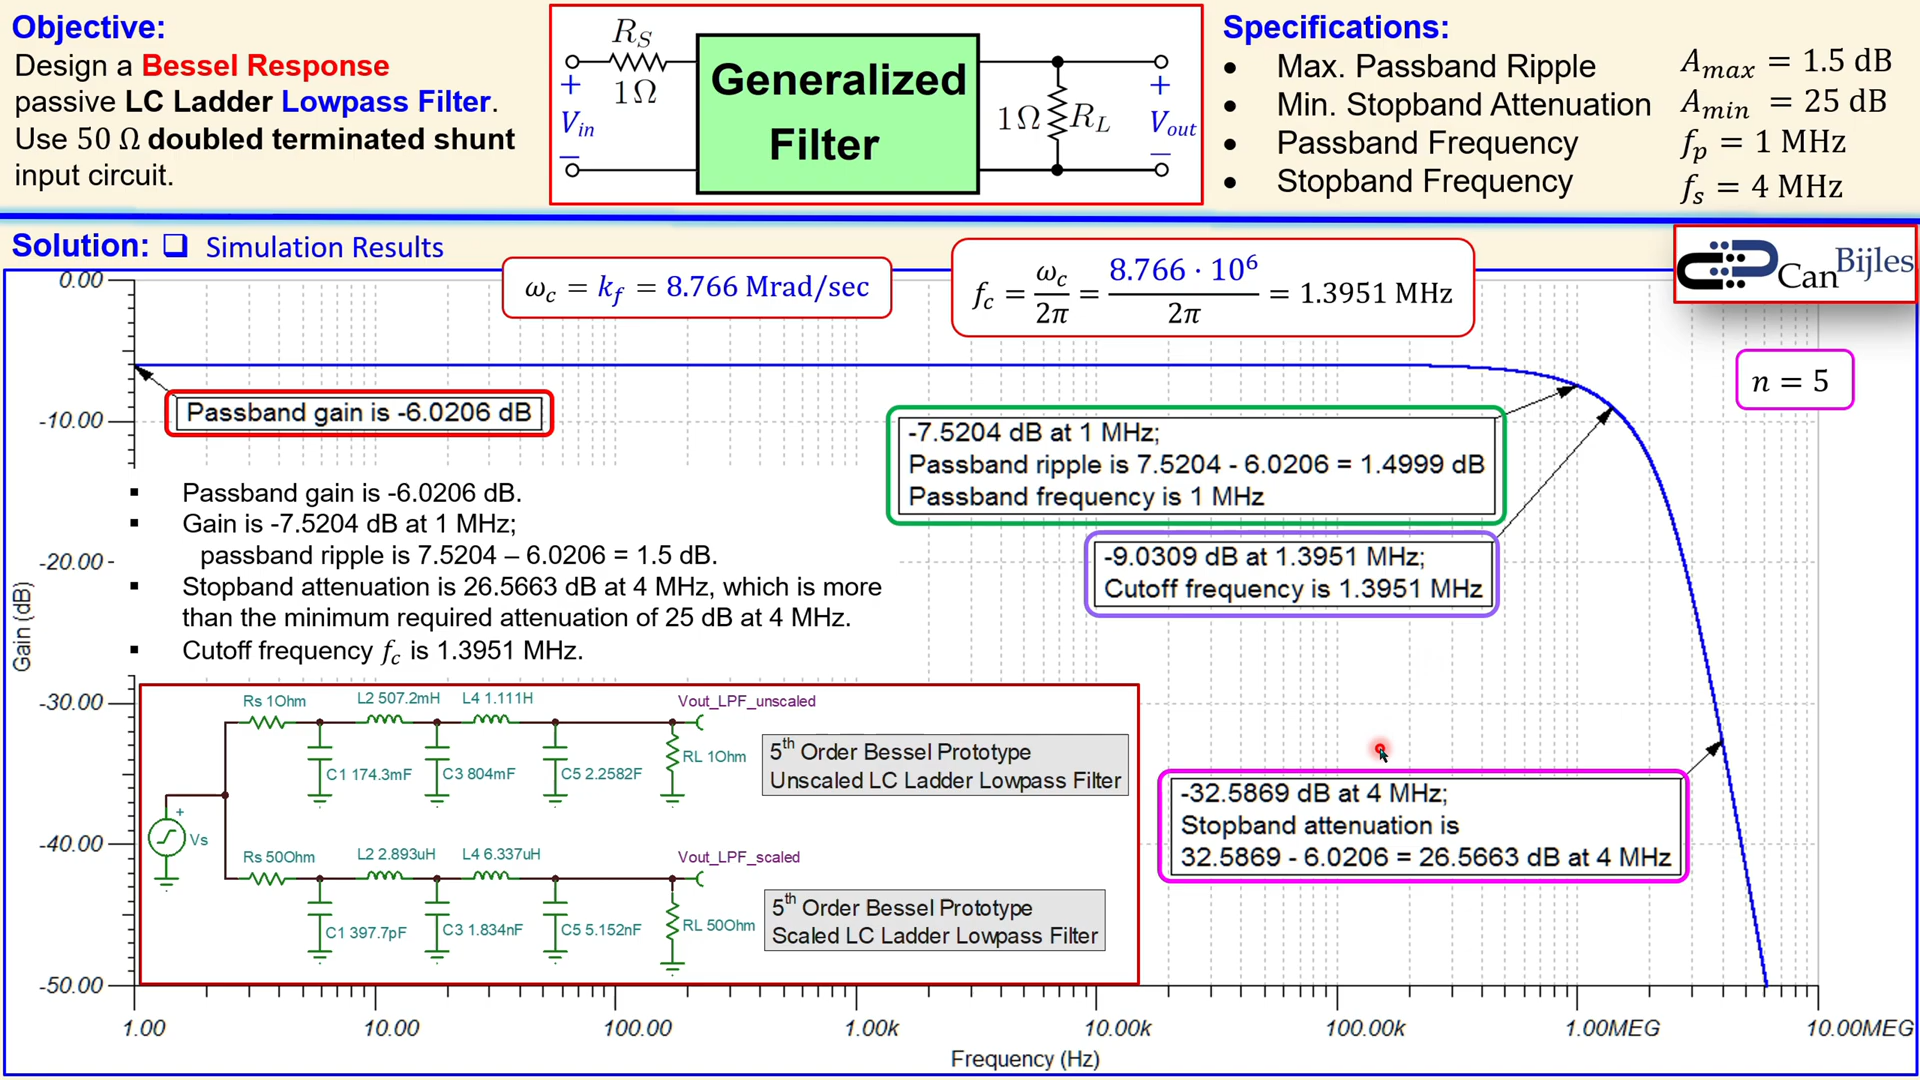 Objective:
Design a Bessel Response
passive LC Ladder Lowpass Filter.
Use 50 Ω doubled terminated shunt
input circuit.
R_S
1Ω
+
V_in
−
Generalized
Filter
1Ω
R_L
+
V_out
−
Specifications:
• Max. Passband Ripple A_max = 1.5 dB
• Min. Stopband Attenuation A_min = 25 dB
• Passband Frequency f_p = 1 MHz
• Stopband Frequency f_s = 4 MHz
Solution: ❑ Simulation Results
ω_c = k_f = 8.766 Mrad/sec
f_c = ω_c/2π = 8.766 · 10⁶/2π = 1.3951 MHz
Can Bijles
n = 5
0.00
-10.00
-20.00
-30.00
-40.00
-50.00
Gain (dB)
Passband gain is -6.0206 dB
-7.5204 dB at 1 MHz;
Passband ripple is 7.5204 - 6.0206 = 1.4999 dB
Passband frequency is 1 MHz
-9.0309 dB at 1.3951 MHz;
Cutoff frequency is 1.3951 MHz
▪ Passband gain is -6.0206 dB.
▪ Gain is -7.5204 dB at 1 MHz;
passband ripple is 7.5204 – 6.0206 = 1.5 dB.
▪ Stopband attenuation is 26.5663 dB at 4 MHz, which is more
than the minimum required attenuation of 25 dB at 4 MHz.
▪ Cutoff frequency f_c is 1.3951 MHz.
-32.5869 dB at 4 MHz;
Stopband attenuation is
32.5869 - 6.0206 = 26.5663 dB at 4 MHz
Rs 1Ohm L2 507.2mH L4 1.111H Vout_LPF_unscaled
C1 174.3mF C3 804mF C5 2.2582F RL 1Ohm
5th Order Bessel Prototype
Unscaled LC Ladder Lowpass Filter
+
Vs
Rs 50Ohm L2 2.893uH L4 6.337uH Vout_LPF_scaled
C1 397.7pF C3 1.834nF C5 5.152nF RL 50Ohm
5th Order Bessel Prototype
Scaled LC Ladder Lowpass Filter
1.00 10.00 100.00 1.00k 10.00k 100.00k 1.00MEG 10.00MEG
Frequency (Hz)